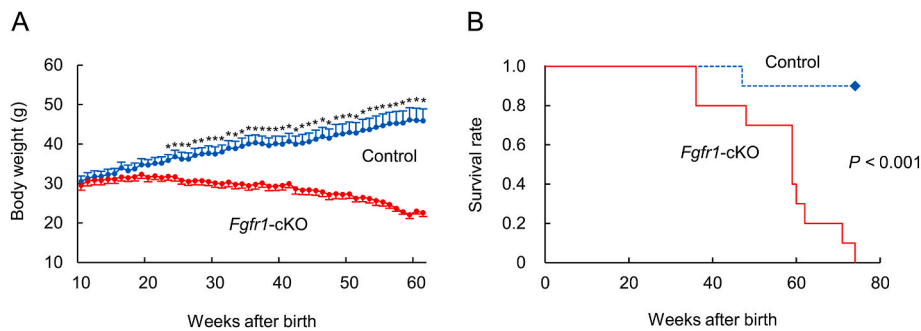 A
60
50
40
30
20
10
Body weight (g)
* * * * * * * * * * * * * * * * * * * * * * * * * * * * * * * * * * * * * * *
Control
Fgfr1-cKO
10
20
30
40
50
60
Weeks after birth
B
1.0
0.8
0.6
0.4
0.2
0
Survival rate
Control
Fgfr1-cKO
P < 0.001
0
20
40
60
80
Weeks after birth